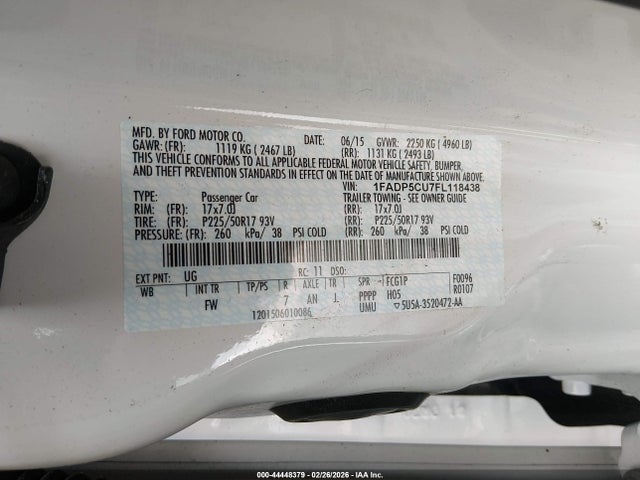 MFD. BY FORD MOTOR CO. DATE: 06/15 GVWR: 2250 KG ( 4960 LB)
GAWR: (FR): 1119 KG ( 2467 LB) (RR): 1131 KG ( 2493 LB)
THIS VEHICLE CONFORMS TO ALL APPLICABLE FEDERAL MOTOR VEHICLE SAFETY, BUMPER,
AND THEFT PREVENTION STANDARDS IN EFFECT ON THE DATE OF MANUFACTURE SHOWN ABOVE.
VIN: 1FADP5CU7FL118438
TYPE: Passenger Car TRAILER TOWING - SEE OWNER GUIDE
RIM: (FR): 17x7.0J (RR): 17x7.0J
TIRES: (FR): P225/50R17 93V (RR): P225/50R17 93V
PRESSURE: (FR): 260 kPa/ 38 PSI COLD (RR): 260 kPa/ 38 PSI COLD
EXT PNT: UG RC: 11 DSO: FCG1P F0096
WB INT TR TP/PS R AXLE TR SPR H05 R0107
FW 7 AN J PPPP
1201506010086 UMU 5U5A-3520472-AA
000-44448379 - 02/26/2026 - IAAI.com